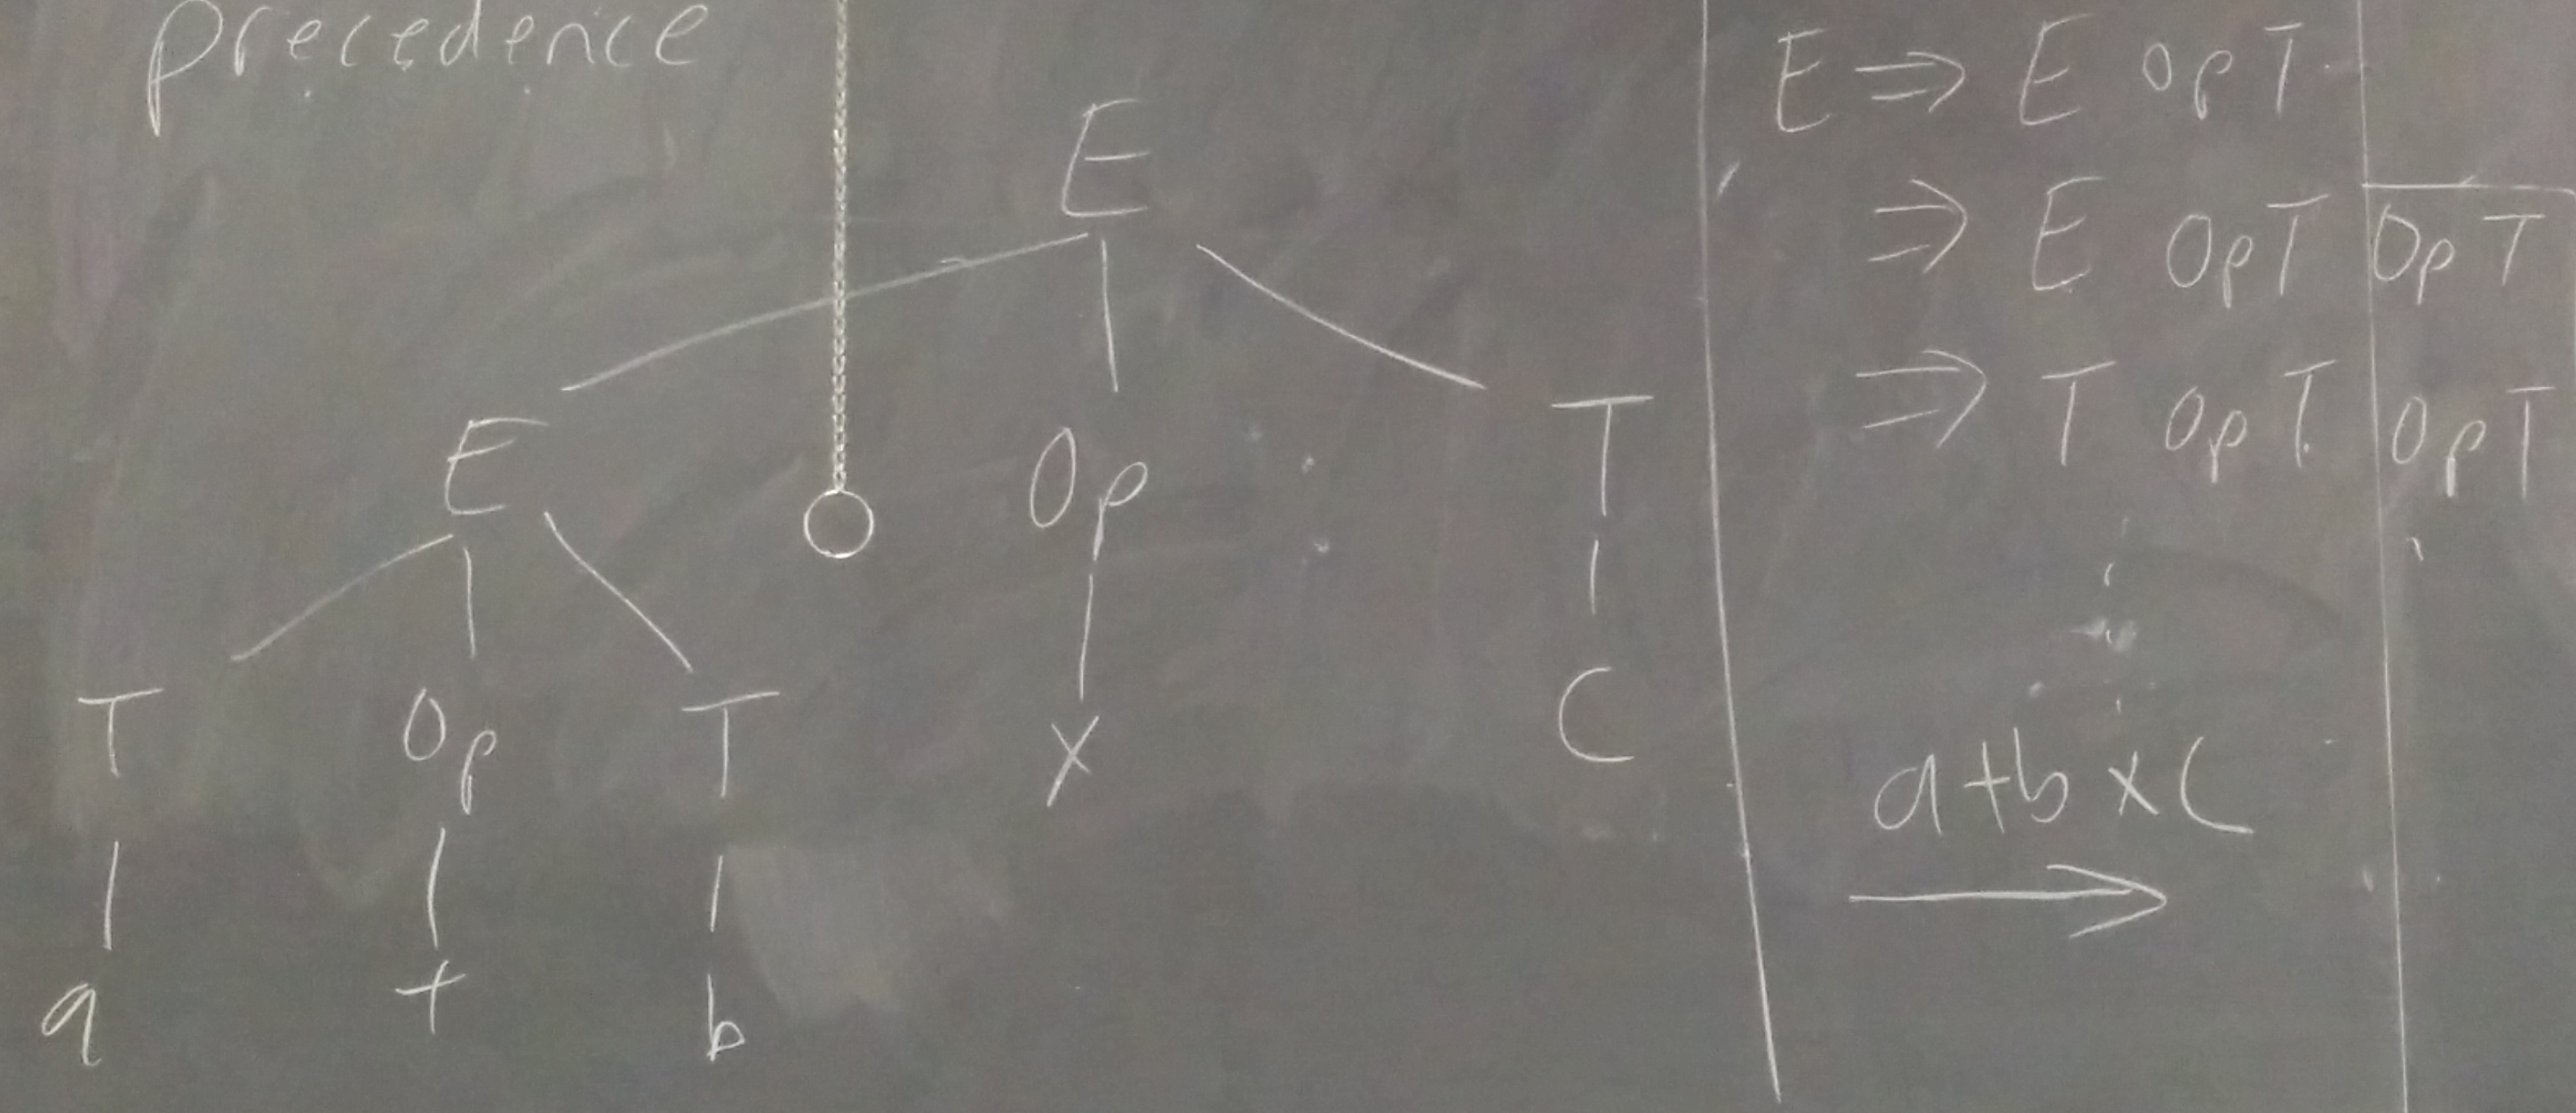 precedence
E
E Op T
T Op T X C
a + b
E ⇒ E Op T
⇒ E Op T Op T
⇒ T Op T Op T
a+b×C